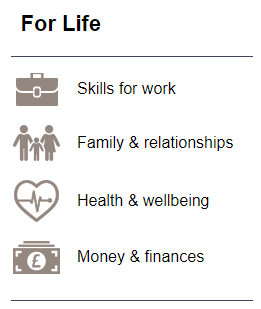 For Life
Skills for work
Family & relationships
Health & wellbeing
£
Money & finances